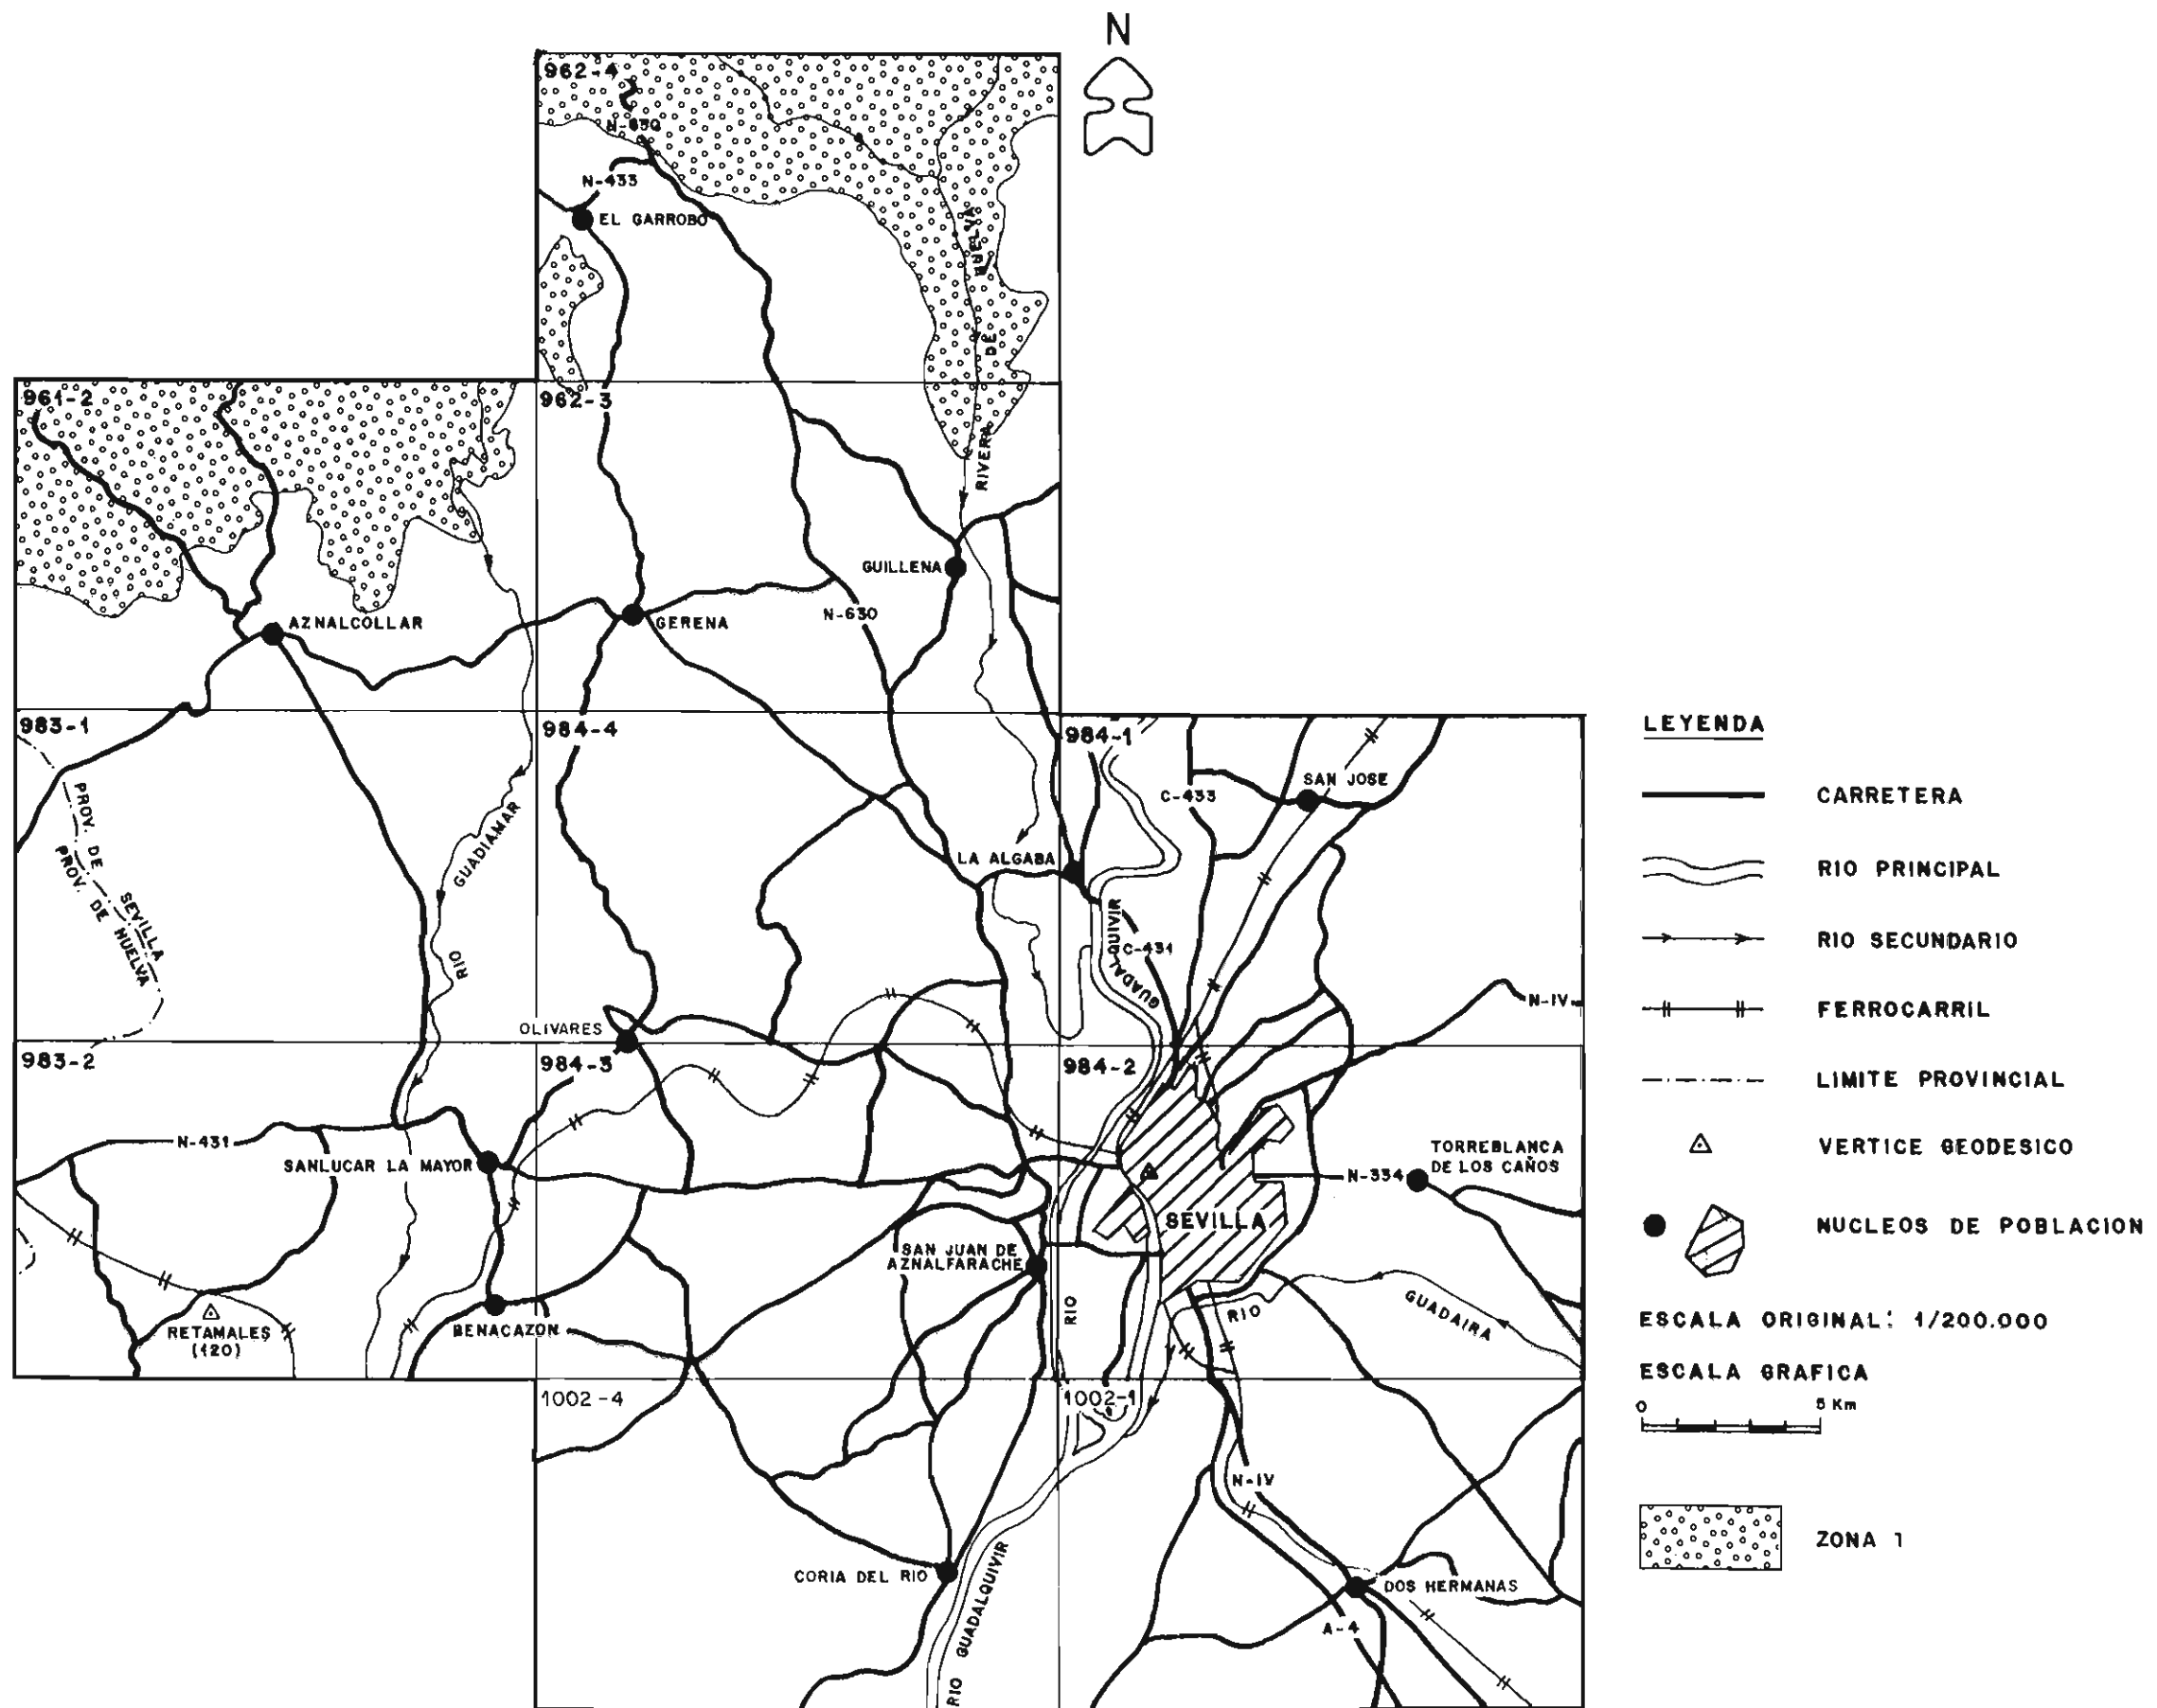 N
962-4
N-630
N-433
EL GARROBO
RIVERA DE HUELVA
961-2
962-3
GUILLENA
AZNALCOLLAR
GERENA
N-630
983-1
984-4
984-1
PROV. DE SEVILLA
PROV. DE HUELVA
RIO GUADIAMAR
C-433
SAN JOSE
LA ALGABA
GUADALQUIVIR
C-431
N-IV
OLIVARES
983-2
984-3
984-2
N-431
SANLUCAR LA MAYOR
TORREBLANCA
DE LOS CAÑOS
N-334
SEVILLA
SAN JUAN DE
AZNALFARACHE
RIO
RIO GUADAIRA
RETAMALES
(120)
BENACAZON
1002-4
1002-1
N-IV
CORIA DEL RIO
RIO GUADALQUIVIR
DOS HERMANAS
A-4
LEYENDA
CARRETERA
RIO PRINCIPAL
RIO SECUNDARIO
FERROCARRIL
LIMITE PROVINCIAL
VERTICE GEODESICO
NUCLEOS DE POBLACION
ESCALA ORIGINAL: 1/200.000
ESCALA GRAFICA
0 5 Km
ZONA 1